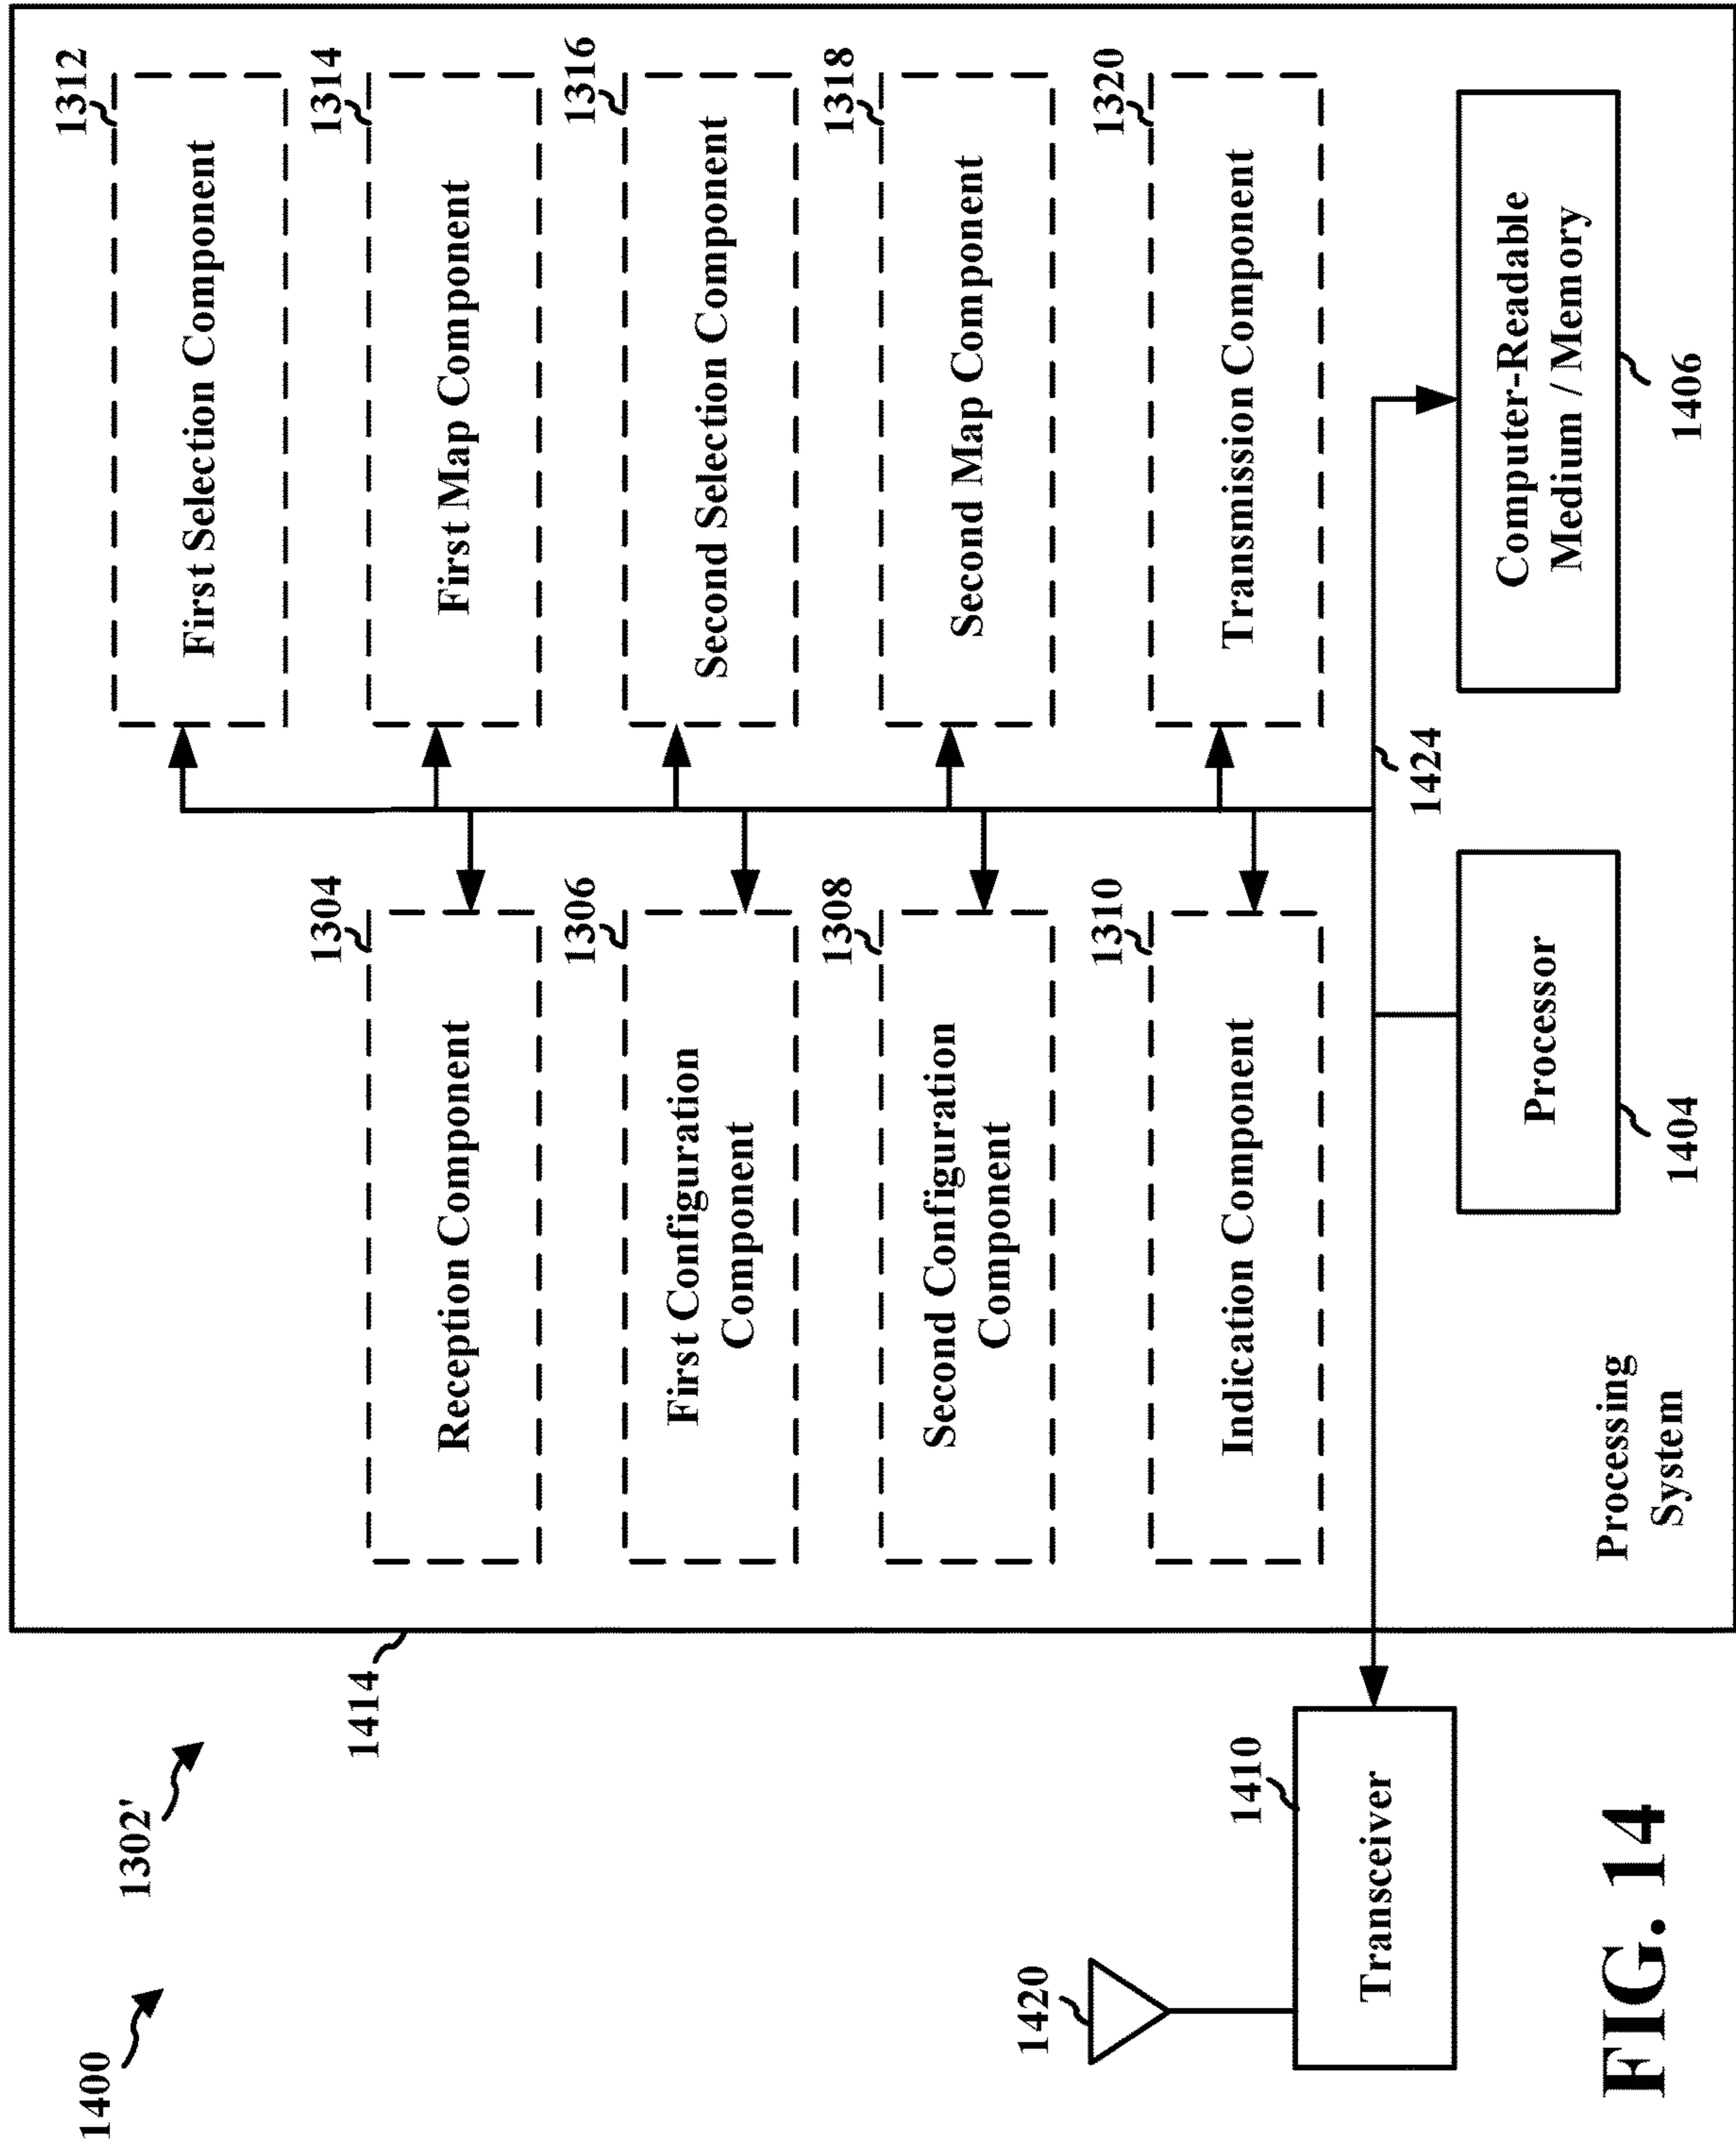 1400
1302'
1414
1312
First Selection Component
1304
Reception Component
1314
First Map Component
1306
First Configuration
Component
1316
Second Selection Component
1308
Second Configuration
Component
1318
Second Map Component
1310
Indication Component
1320
Transmission Component
1420
1410
Transceiver
1424
Processor
1404
Computer-Readable
Medium / Memory
1406
Processing
System
FIG. 14